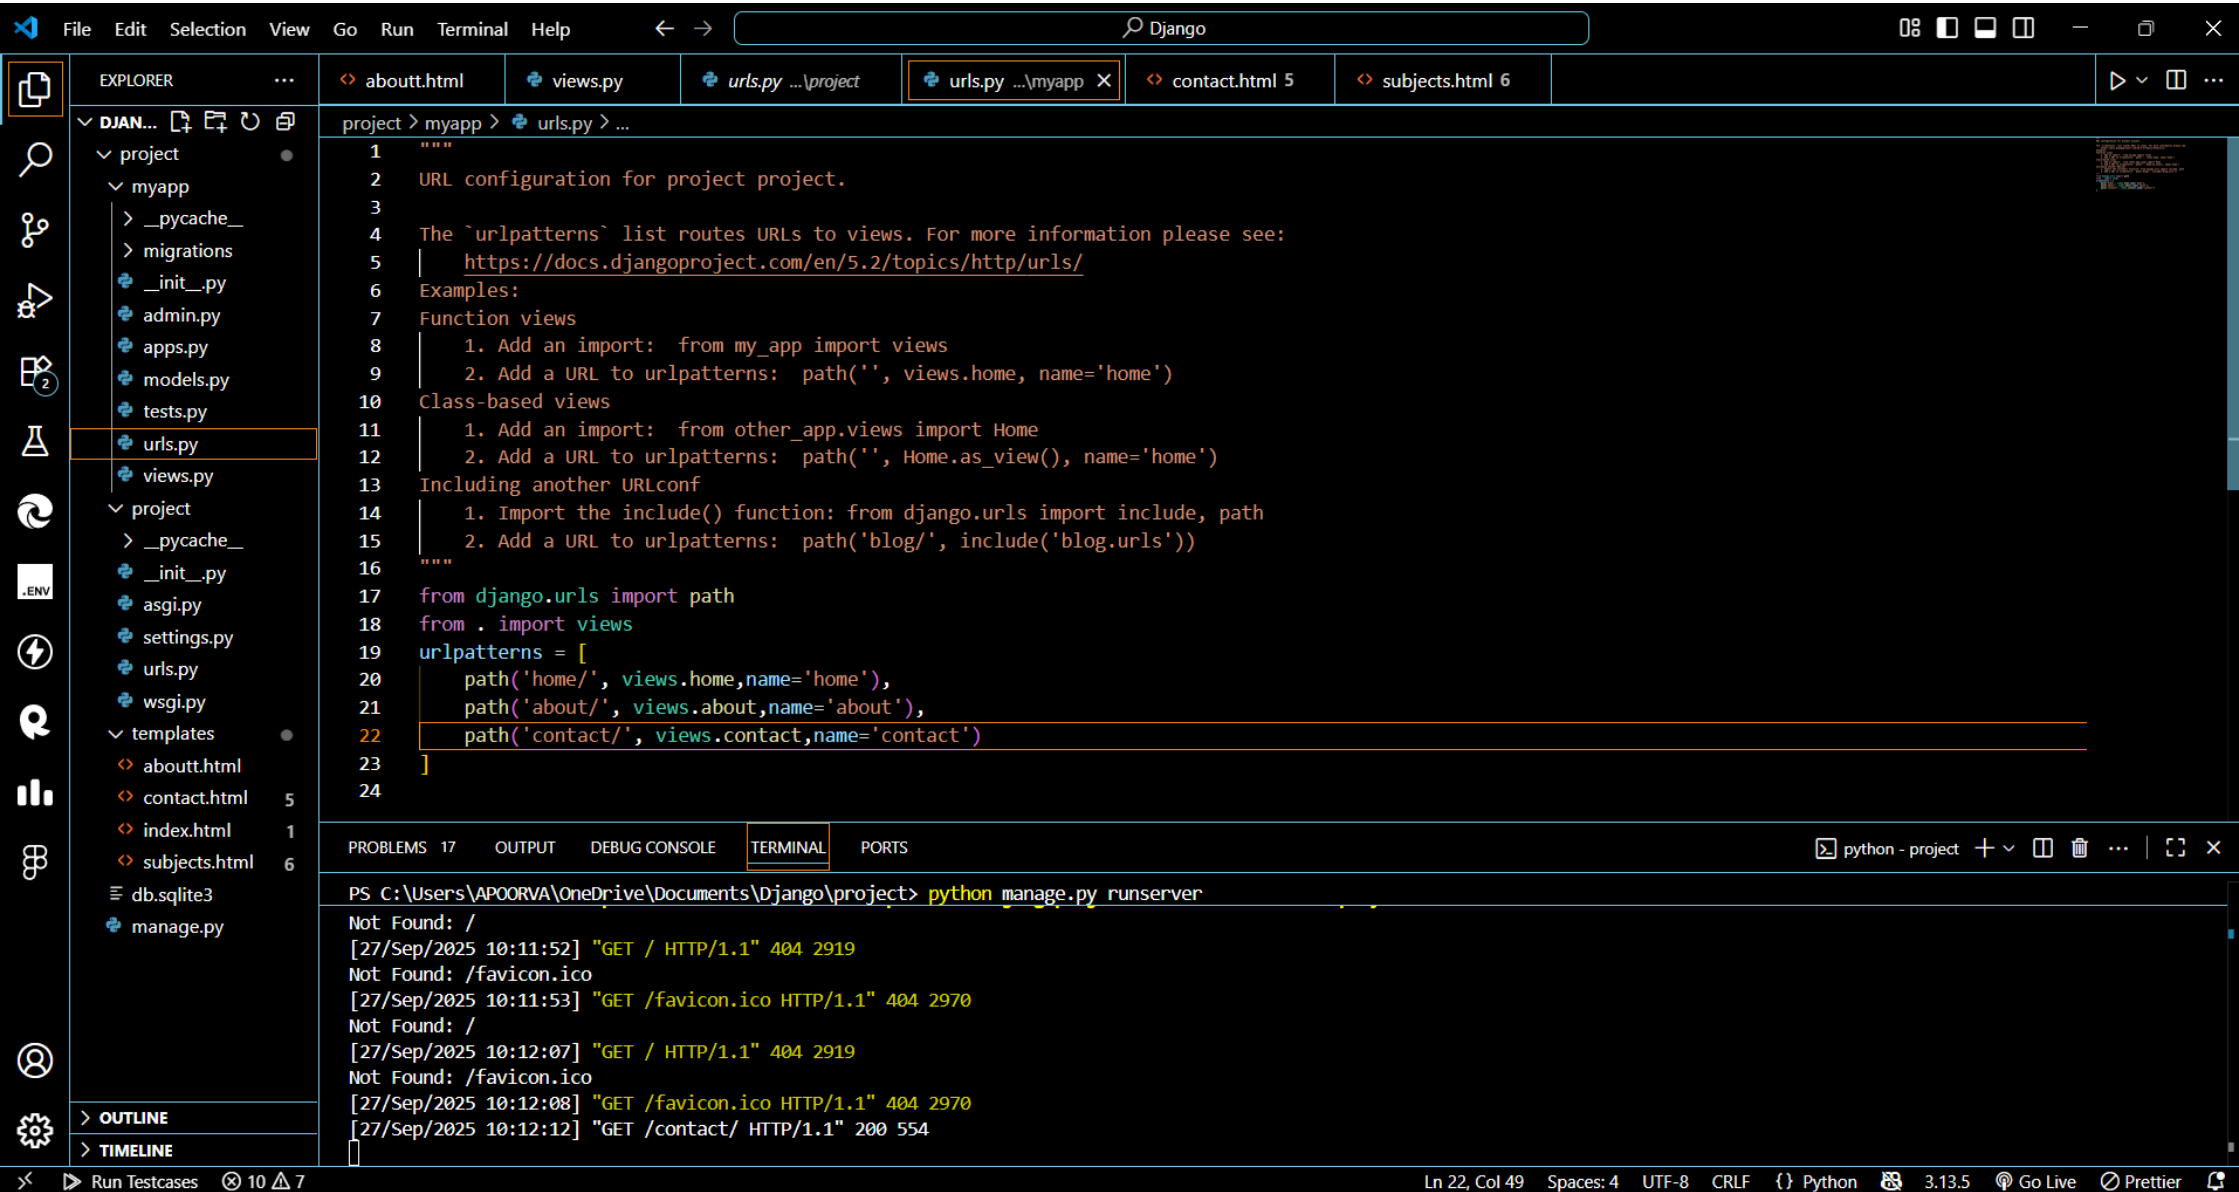 File Edit Selection View Go Run Terminal Help Django
EXPLORER ...
aboutt.html views.py urls.py ...\project urls.py ...\myapp contact.html 5 subjects.html 6
DJAN...
project
myapp
__pycache__
migrations
__init__.py
admin.py
apps.py
models.py
tests.py
urls.py
views.py
project
__pycache__
__init__.py
asgi.py
settings.py
urls.py
wsgi.py
templates
aboutt.html
contact.html 5
index.html 1
subjects.html 6
db.sqlite3
manage.py
OUTLINE
TIMELINE
2
.ENV
project > myapp > urls.py > ...
1 """
2 URL configuration for project project.
3
4 The `urlpatterns` list routes URLs to views. For more information please see:
5 https://docs.djangoproject.com/en/5.2/topics/http/urls/
6 Examples:
7 Function views
8 1. Add an import:  from my_app import views
9 2. Add a URL to urlpatterns:  path('', views.home, name='home')
10 Class-based views
11 1. Add an import:  from other_app.views import Home
12 2. Add a URL to urlpatterns:  path('', Home.as_view(), name='home')
13 Including another URLconf
14 1. Import the include() function: from django.urls import include, path
15 2. Add a URL to urlpatterns:  path('blog/', include('blog.urls'))
16 """
17 from django.urls import path
18 from . import views
19 urlpatterns = [
20 path('home/', views.home,name='home'),
21 path('about/', views.about,name='about'),
22 path('contact/', views.contact,name='contact')
23 ]
24
PROBLEMS 17 OUTPUT DEBUG CONSOLE TERMINAL PORTS python - project
PS C:\Users\APOORVA\OneDrive\Documents\Django\project> python manage.py runserver
Not Found: /
[27/Sep/2025 10:11:52] "GET / HTTP/1.1" 404 2919
Not Found: /favicon.ico
[27/Sep/2025 10:11:53] "GET /favicon.ico HTTP/1.1" 404 2970
Not Found: /
[27/Sep/2025 10:12:07] "GET / HTTP/1.1" 404 2919
Not Found: /favicon.ico
[27/Sep/2025 10:12:08] "GET /favicon.ico HTTP/1.1" 404 2970
[27/Sep/2025 10:12:12] "GET /contact/ HTTP/1.1" 200 554
Run Testcases 10 7 Ln 22, Col 49 Spaces: 4 UTF-8 CRLF {} Python 3.13.5 Go Live Prettier